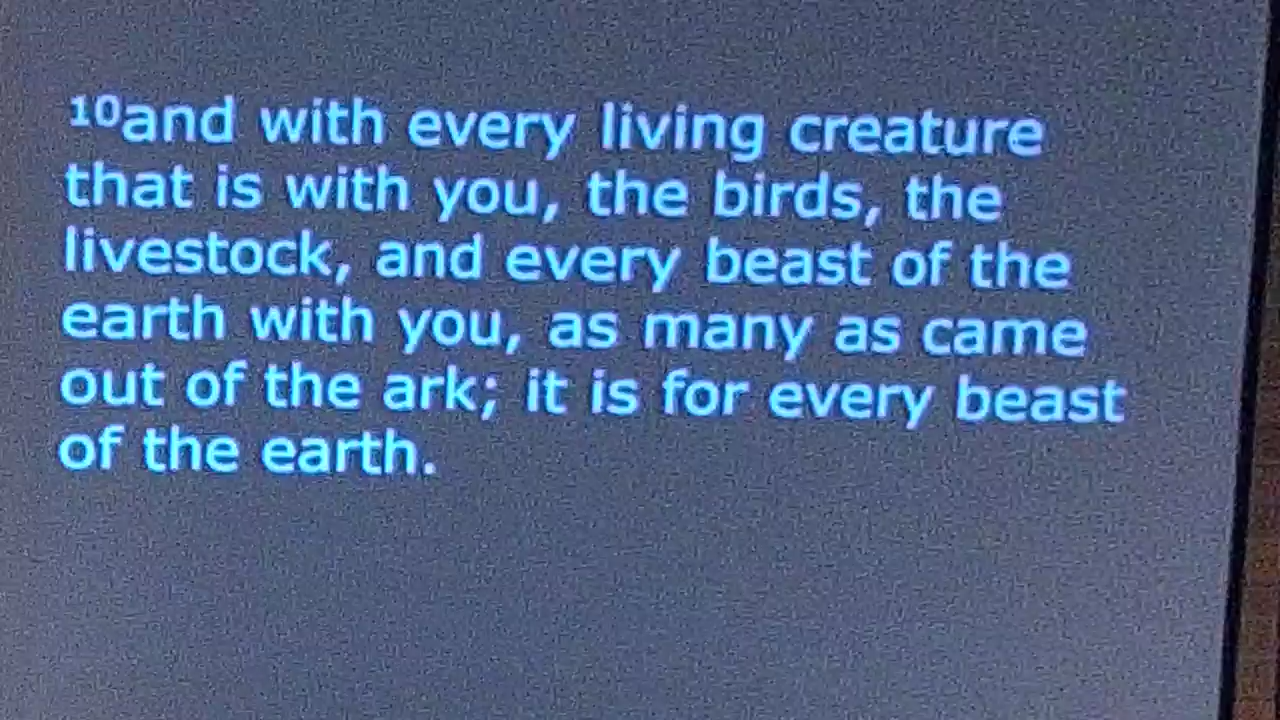 ¹⁰and with every living creature
that is with you, the birds, the
livestock, and every beast of the
earth with you, as many as came
out of the ark; it is for every beast
of the earth.